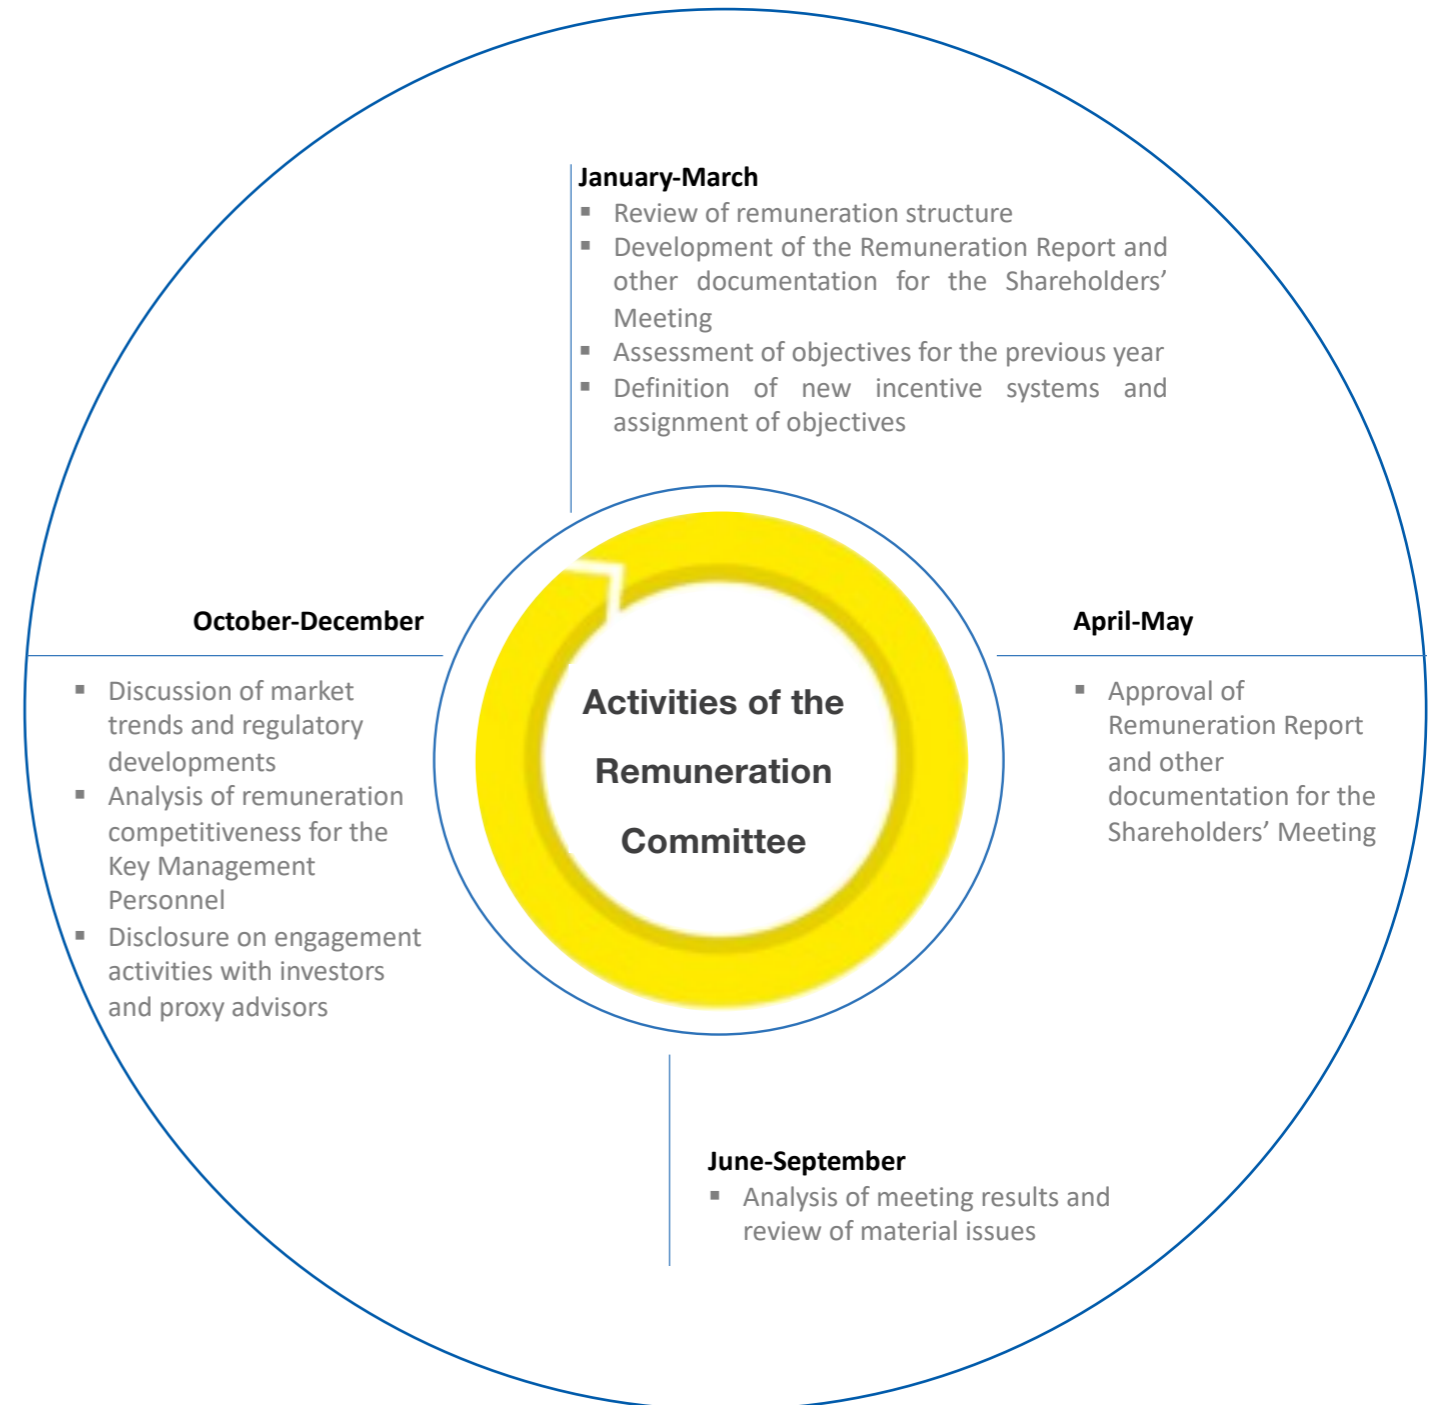 January-March
▪ Review of remuneration structure
▪ Development of the Remuneration Report and
other documentation for the Shareholders’
Meeting
▪ Assessment of objectives for the previous year
▪ Definition of new incentive systems and
assignment of objectives
April-May
▪ Approval of
Remuneration Report
and other
documentation for the
Shareholders’ Meeting
June-September
▪ Analysis of meeting results and
review of material issues
October-December
▪ Discussion of market
trends and regulatory
developments
▪ Analysis of remuneration
competitiveness for the
Key Management
Personnel
▪ Disclosure on engagement
activities with investors
and proxy advisors
Activities of the
Remuneration
Committee